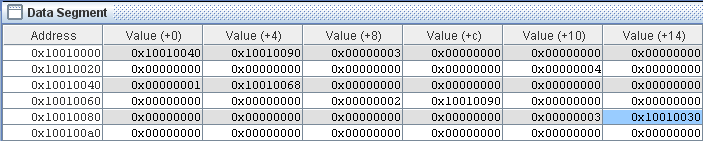 Data Segment
Address Value (+0) Value (+4) Value (+8) Value (+c) Value (+10) Value (+14)
0x10010000 0x10010040 0x10010090 0x00000003 0x00000000 0x00000000 0x00000000
0x10010020 0x00000000 0x00000000 0x00000000 0x00000000 0x00000004 0x00000000
0x10010040 0x00000001 0x10010068 0x00000000 0x00000000 0x00000000 0x00000000
0x10010060 0x00000000 0x00000000 0x00000002 0x10010090 0x00000000 0x00000000
0x10010080 0x00000000 0x00000000 0x00000000 0x00000000 0x00000003 0x10010030
0x100100a0 0x00000000 0x00000000 0x00000000 0x00000000 0x00000000 0x00000000